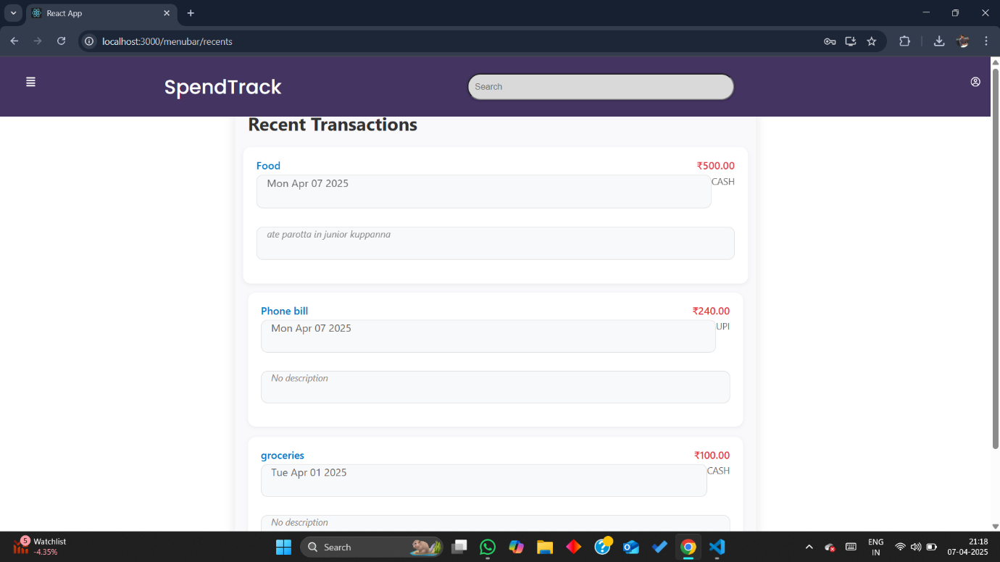 React App
localhost:3000/menubar/recents
SpendTrack
Search
Recent Transactions
Food ₹500.00
Mon Apr 07 2025 CASH
ate parotta in junior kuppanna
Phone bill ₹240.00
Mon Apr 07 2025 UPI
No description
groceries ₹100.00
Tue Apr 01 2025 CASH
No description
5 Watchlist
-4.35%
Search
ENG
IN
21:18
07-04-2025